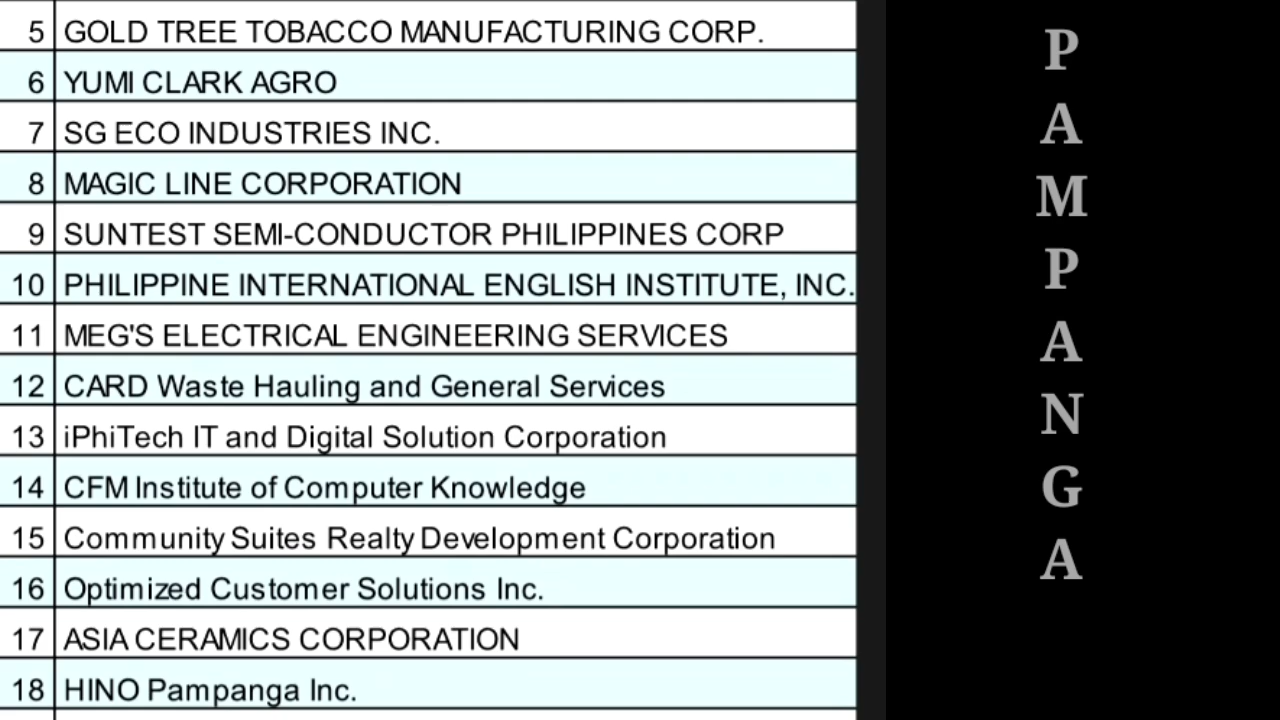 5 GOLD TREE TOBACCO MANUFACTURING CORP.
6 YUMI CLARK AGRO
7 SG ECO INDUSTRIES INC.
8 MAGIC LINE CORPORATION
9 SUNTEST SEMI-CONDUCTOR PHILIPPINES CORP
10 PHILIPPINE INTERNATIONAL ENGLISH INSTITUTE, INC.
11 MEG'S ELECTRICAL ENGINEERING SERVICES
12 CARD Waste Hauling and General Services
13 iPhiTech IT and Digital Solution Corporation
14 CFM Institute of Computer Knowledge
15 Community Suites Realty Development Corporation
16 Optimized Customer Solutions Inc.
17 ASIA CERAMICS CORPORATION
18 HINO Pampanga Inc.
P
A
M
P
A
N
G
A